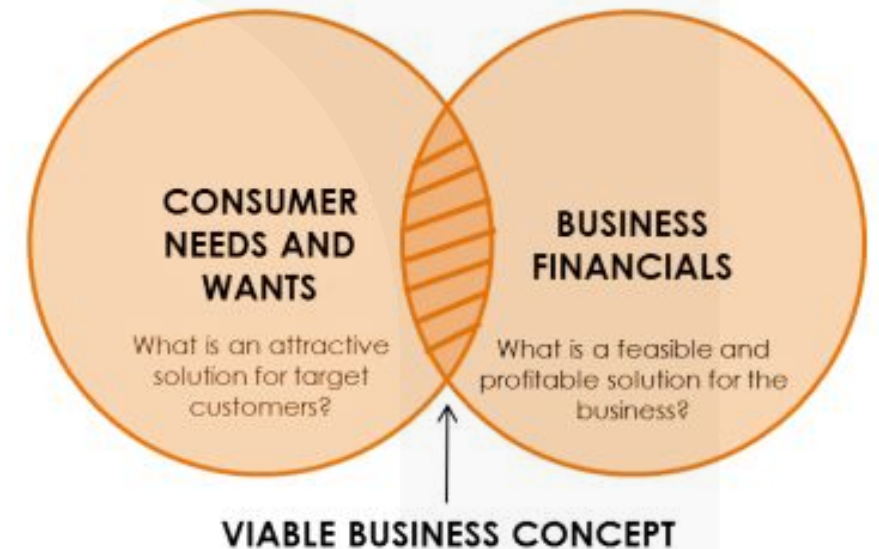 CONSUMER
NEEDS AND
WANTS
What is an attractive
solution for target
customers?
BUSINESS
FINANCIALS
What is a feasible and
profitable solution for the
business?
VIABLE BUSINESS CONCEPT